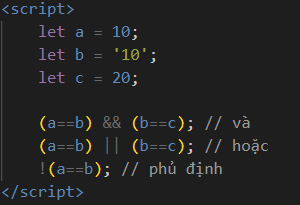 <script>
let a = 10;
let b = '10';
let c = 20;
(a==b) && (b==c); // và
(a==b) || (b==c); // hoặc
!(a==b); // phủ định
</script>